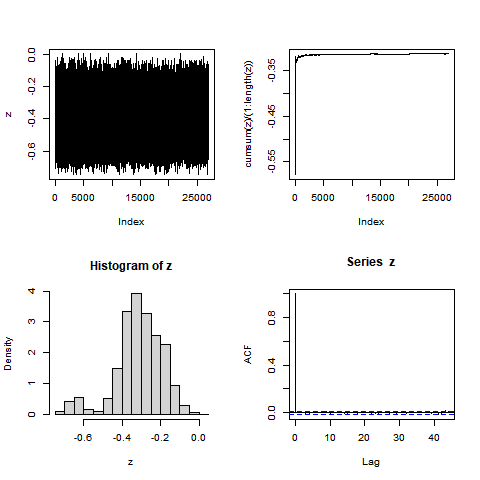 z
0.0
-0.2
-0.4
-0.6
0 5000 15000 25000
Index
cumsum(z)/(1:length(z))
-0.35
-0.45
-0.55
0 5000 15000 25000
Index
Histogram of z
Density
4
3
2
1
0
-0.6 -0.4 -0.2 0.0
z
Series z
ACF
0.8
0.4
0.0
0 10 20 30 40
Lag